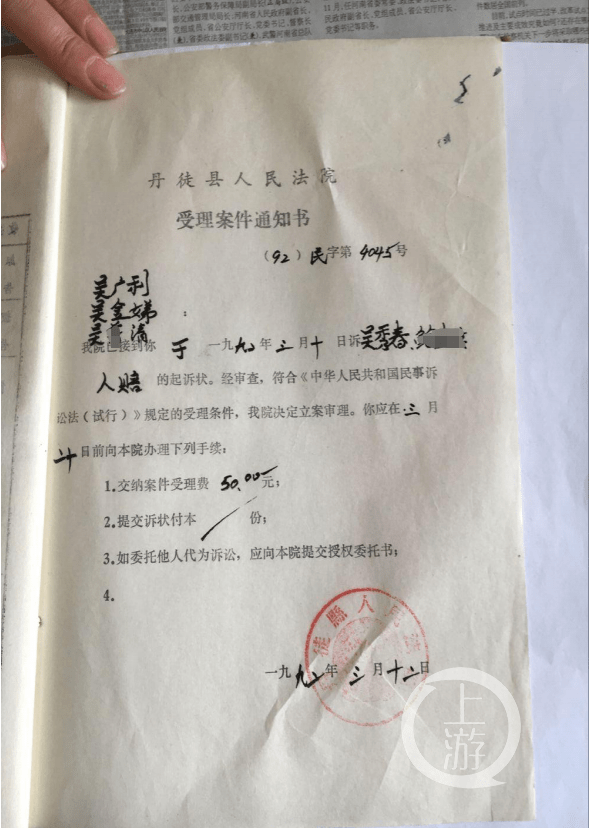 丹徒县人民法院
受理案件通知书
(92)民字第4045号
吴广利
吴金娣
吴 清:
我院已接到你于一九九二年三月十日诉吴季春、
人赔的起诉状。经审查，符合《中华人民共和国民事诉
讼法(试行)》规定的受理条件，我院决定立案审理。你应在三月
廿日前向本院办理下列手续:
1.交纳案件受理费50.00元;
2.提交诉状付本 份;
3.如委托他人代为诉讼，应向本院提交授权委托书;
4.
徒縣人民法
一九九二年三月十二日
上游